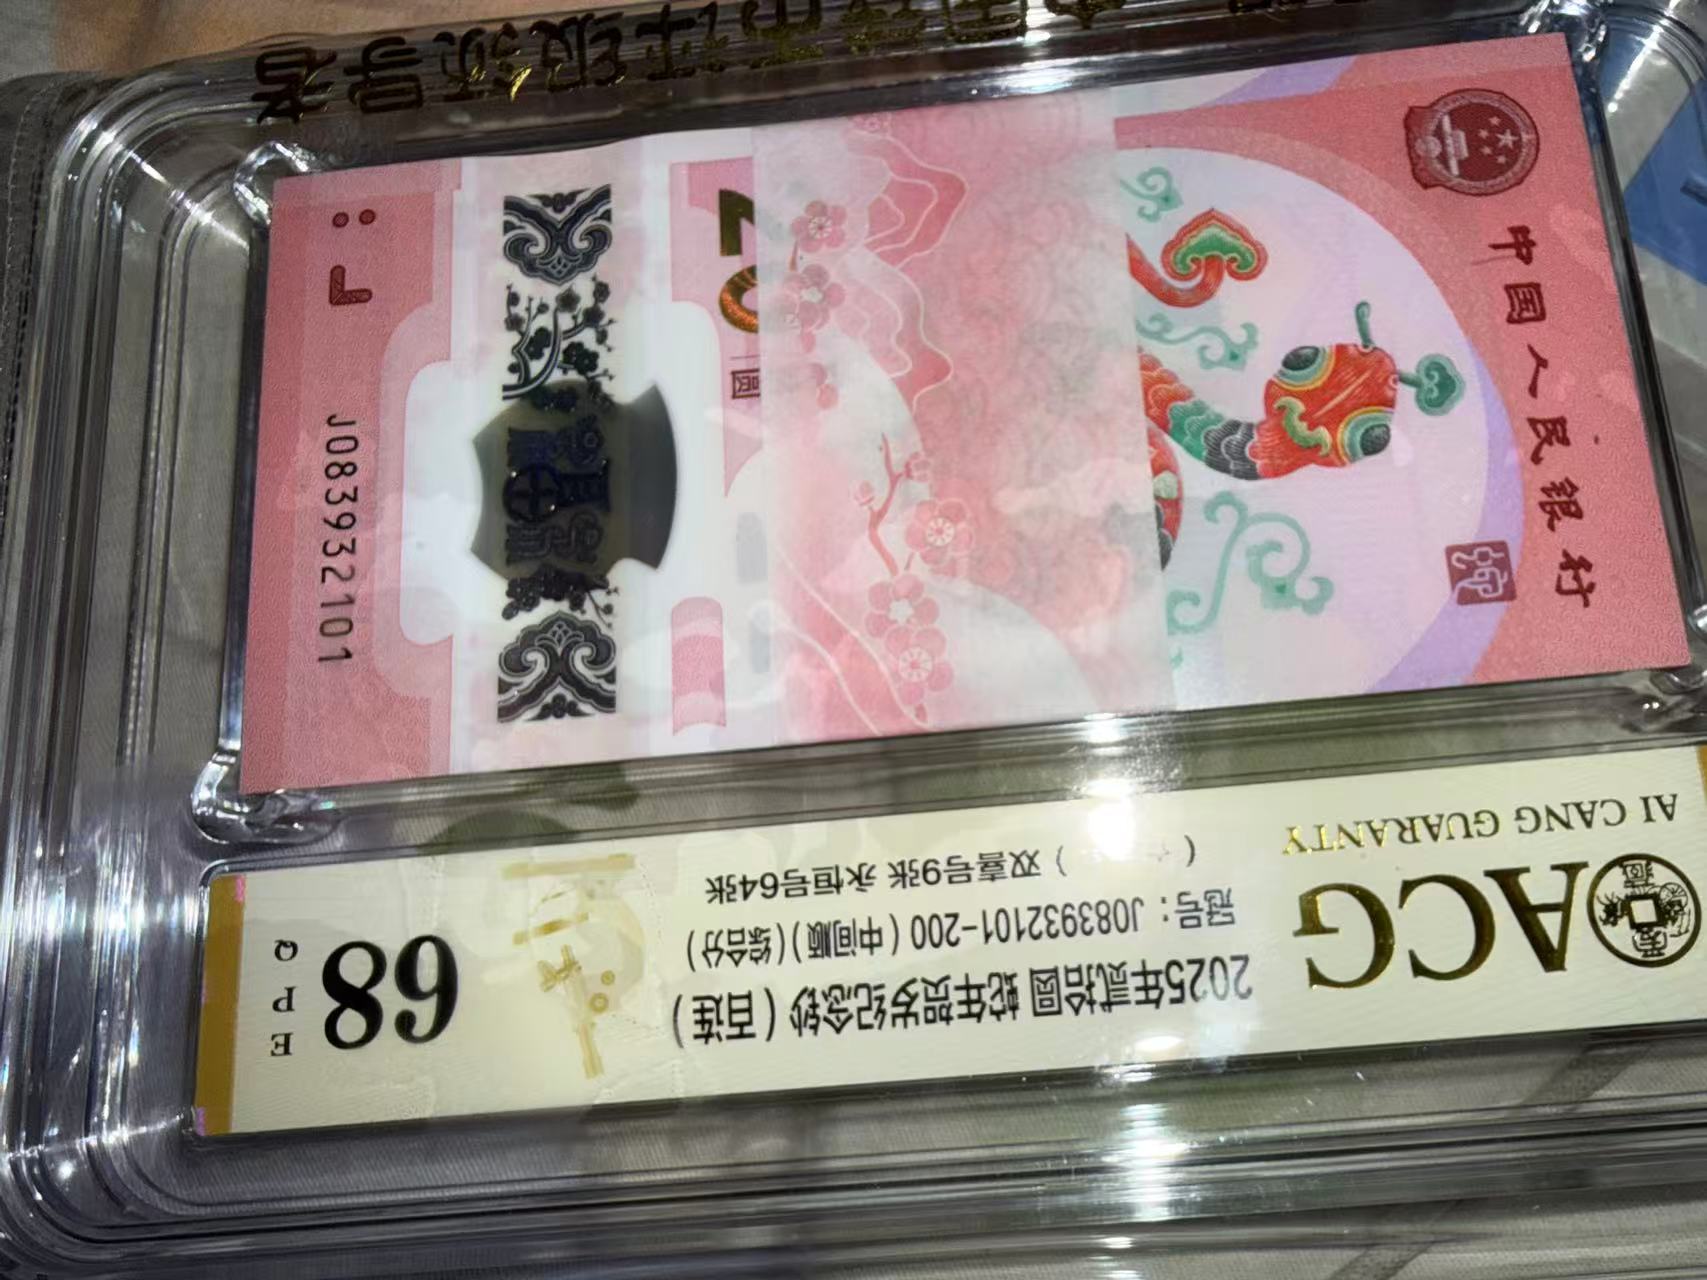 中国人民银行
20
圆
J083932101
ACG
AI CANG GUARANTY
2025年贰拾圆 蛇年贺岁纪念钞（百连）
冠号：J083932101-200（中间顺）（综合分）
（ ）双喜号9张 永恒号64张
68
E
P
Q